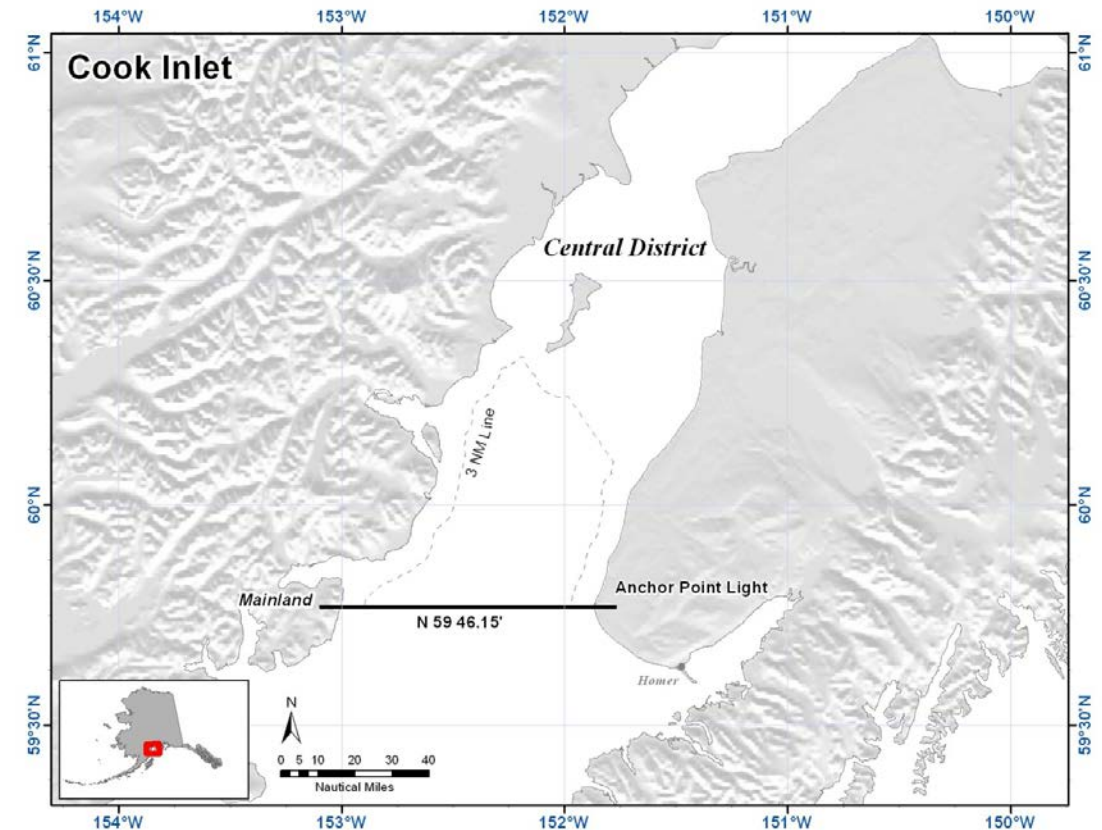 154°W 153°W 152°W 151°W 150°W
61°N 61°N
Cook Inlet
Central District
60°30'N 60°30'N
3 NM Line
60°N 60°N
Mainland
Anchor Point Light
N 59 46.15'
Homer
59°30'N 59°30'N
N
0 5 10 20 30 40
Nautical Miles
154°W 153°W 152°W 151°W 150°W